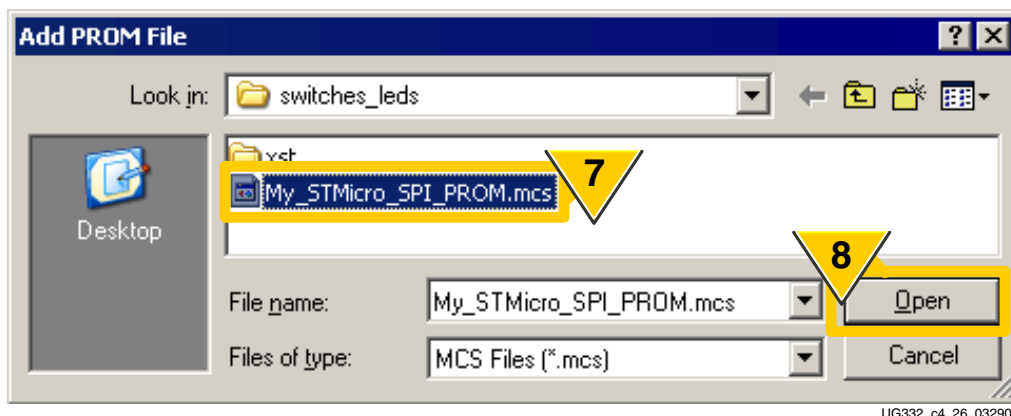 Add PROM File
Look in:
switches_leds
xst
My_STMicro_SPI_PROM.mcs
7
Desktop
8
File name:
My_STMicro_SPI_PROM.mcs
Open
Files of type:
MCS Files (*.mcs)
Cancel
UG332_c4_26_03290